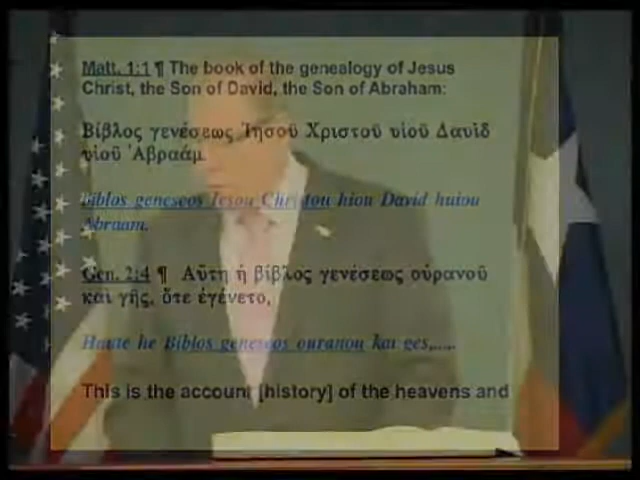 Matt. 1:1 ¶ The book of the genealogy of Jesus
Christ, the Son of David, the Son of Abraham:
Βίβλος γενέσεως Ἰησοῦ Χριστοῦ υἱοῦ Δαυὶδ
υἱοῦ Ἀβραάμ.
Biblos geneseos Iesou Christou hiou David huiou
Abraam.
Gen. 2:4 ¶ Αὕτη ἡ βίβλος γενέσεως οὐρανοῦ
καὶ γῆς, ὅτε ἐγένετο,
Haute he Biblos geneseos ouranou kai ges,....
This is the account [history] of the heavens and